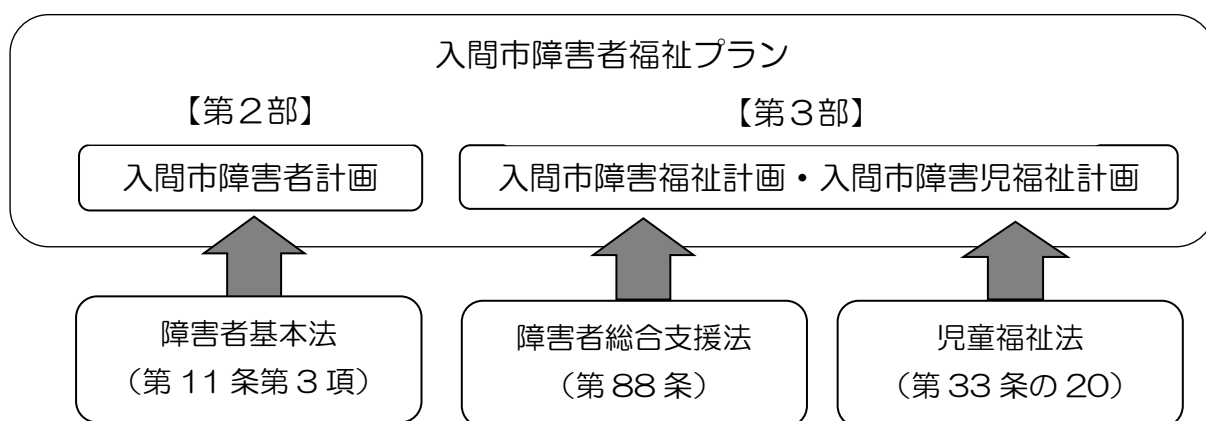 入間市障害者福祉プラン
【第2部】
【第3部】
入間市障害者計画
入間市障害福祉計画・入間市障害児福祉計画
障害者基本法
（第11条第3項）
障害者総合支援法
（第88条）
児童福祉法
（第33条の20）